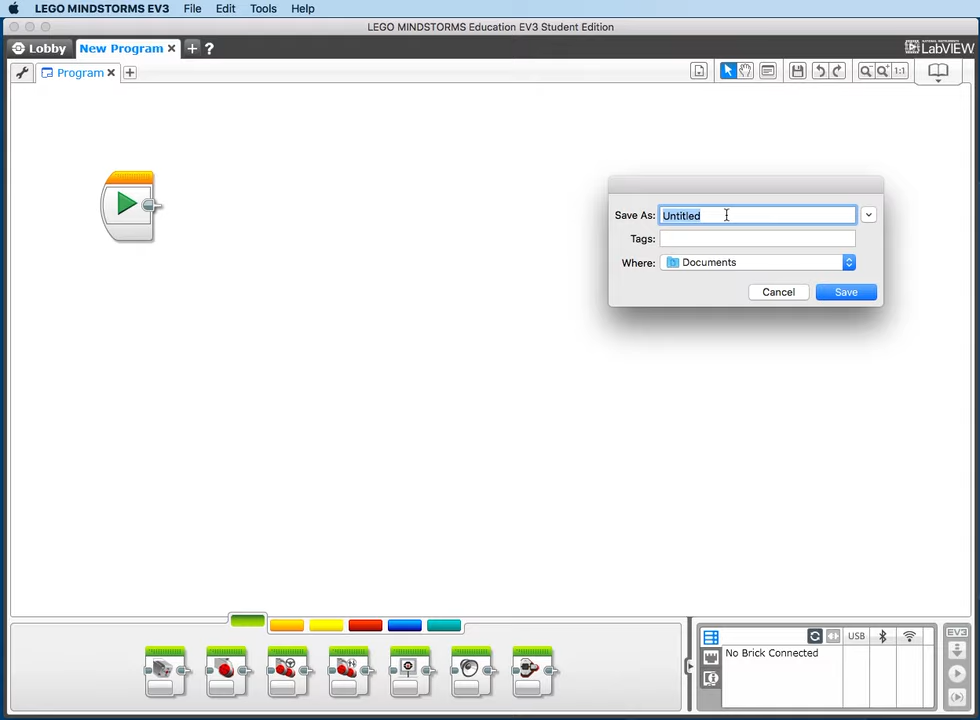 LEGO MINDSTORMS EV3 File Edit Tools Help
LEGO MINDSTORMS Education EV3 Student Edition
Lobby New Program × + ?
LabVIEW
Program × +
1:1
Save As: Untitled
Tags:
Where: Documents
Cancel Save
USB
EV3
No Brick Connected